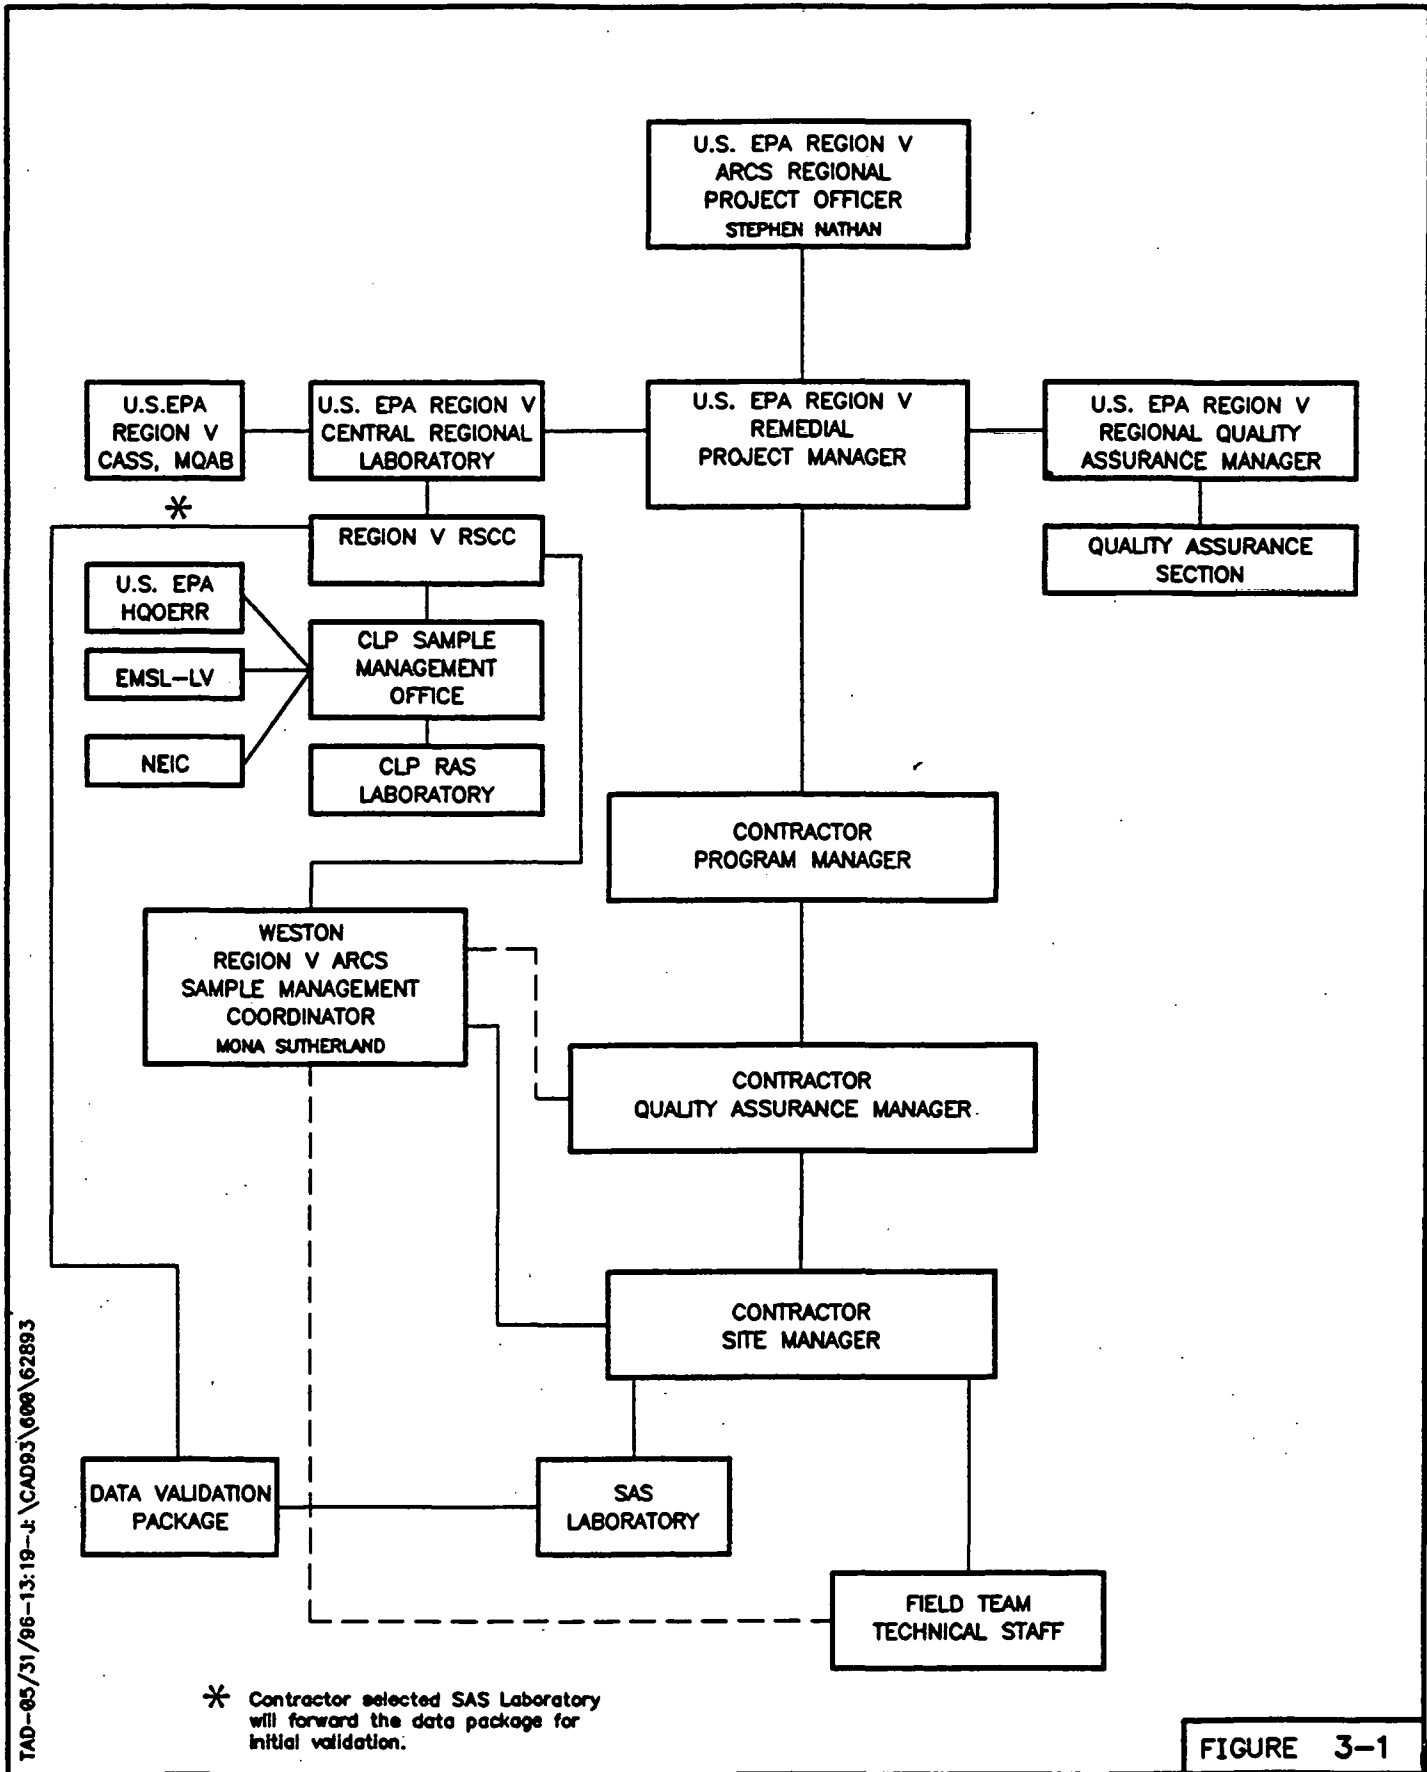 U.S. EPA REGION V
ARCS REGIONAL
PROJECT OFFICER
STEPHEN NATHAN
U.S.EPA
REGION V
CASS, MQAB
U.S. EPA REGION V
CENTRAL REGIONAL
LABORATORY
U.S. EPA REGION V
REMEDIAL
PROJECT MANAGER
U.S. EPA REGION V
REGIONAL QUALITY
ASSURANCE MANAGER
*
REGION V RSCC
QUALITY ASSURANCE
SECTION
U.S. EPA
HQOERR
EMSL-LV
NEIC
CLP SAMPLE
MANAGEMENT
OFFICE
CLP RAS
LABORATORY
CONTRACTOR
PROGRAM MANAGER
WESTON
REGION V ARCS
SAMPLE MANAGEMENT
COORDINATOR
MONA SUTHERLAND
CONTRACTOR
QUALITY ASSURANCE MANAGER
CONTRACTOR
SITE MANAGER
DATA VALIDATION
PACKAGE
SAS
LABORATORY
FIELD TEAM
TECHNICAL STAFF
* Contractor selected SAS Laboratory
will forward the data package for
initial validation.
TAD-05/31/96-13:19-J:\CAD93\600\62893
FIGURE 3-1